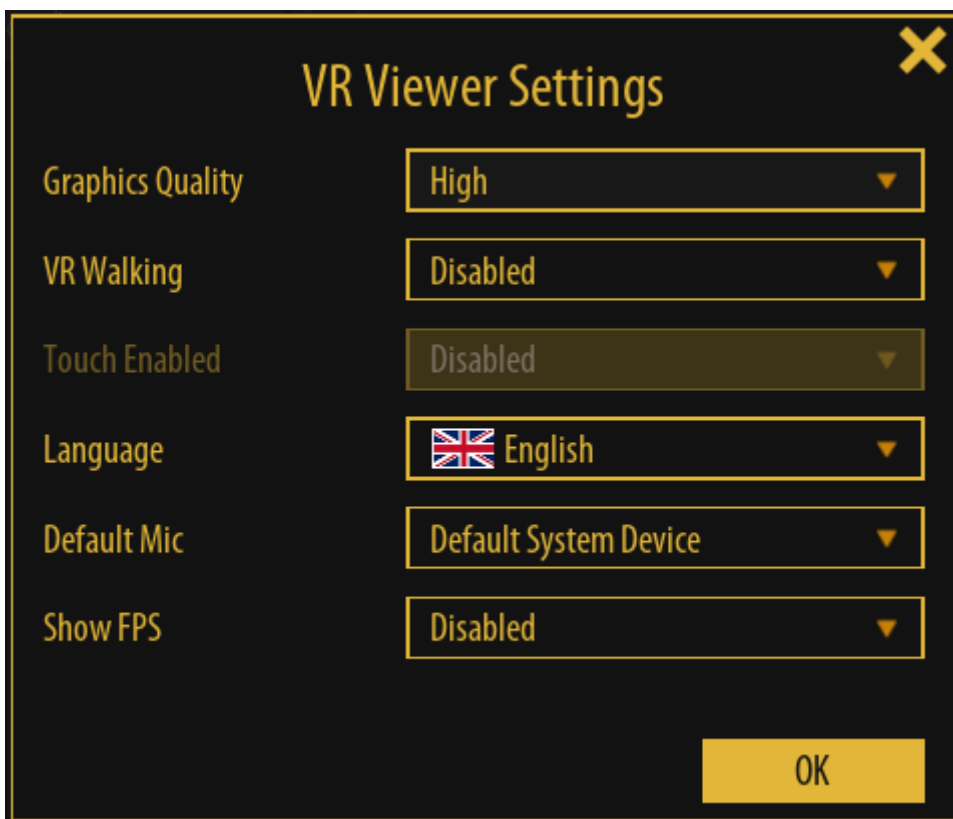 VR Viewer Settings
Graphics Quality High
VR Walking Disabled
Touch Enabled Disabled
Language English
Default Mic Default System Device
Show FPS Disabled
OK